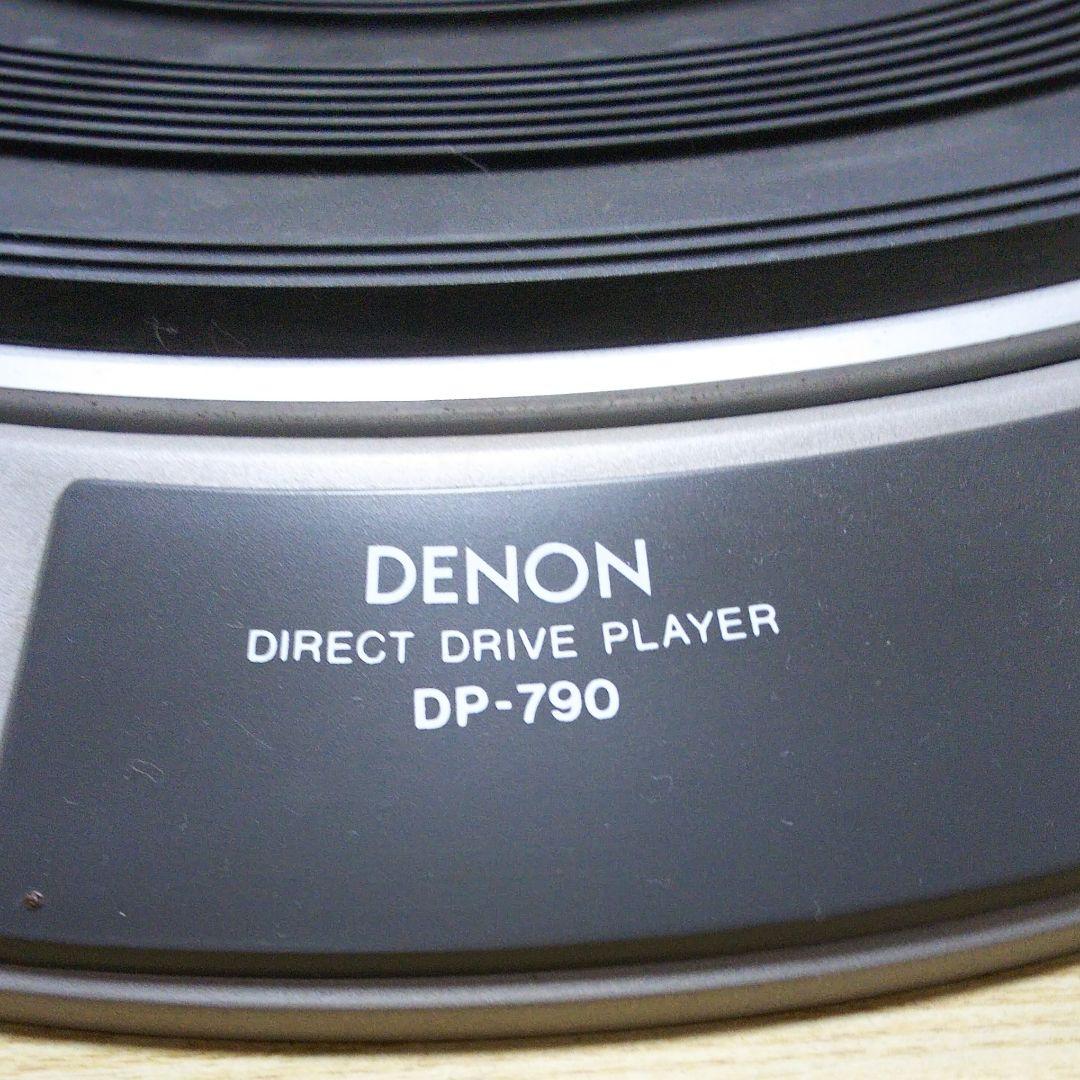 DENON
DIRECT DRIVE PLAYER
DP-790